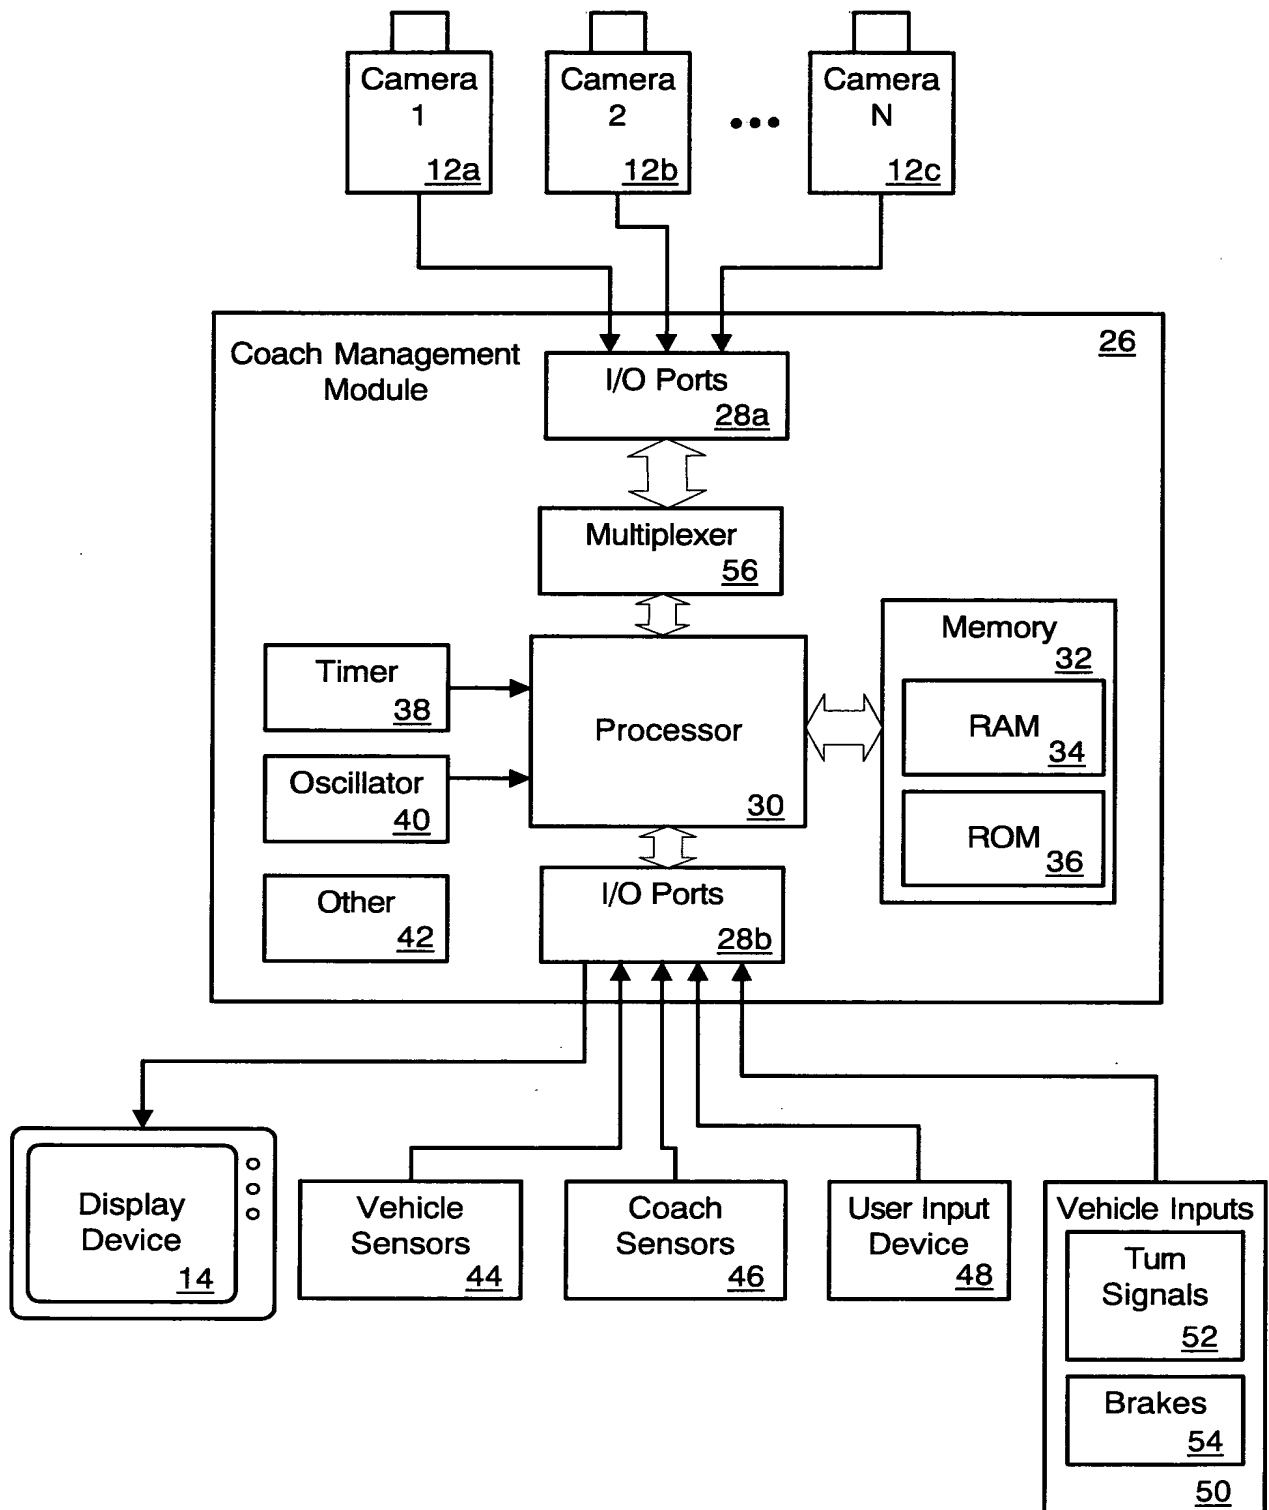 Camera
1
12a
Camera
2
12b
Camera
N
12c
Coach Management
Module
26
I/O Ports
28a
Multiplexer
56
Timer
38
Oscillator
40
Other
42
Processor
30
Memory
32
RAM
34
ROM
36
I/O Ports
28b
Display
Device
14
Vehicle
Sensors
44
Coach
Sensors
46
User Input
Device
48
Vehicle Inputs
Turn
Signals
52
Brakes
54
50